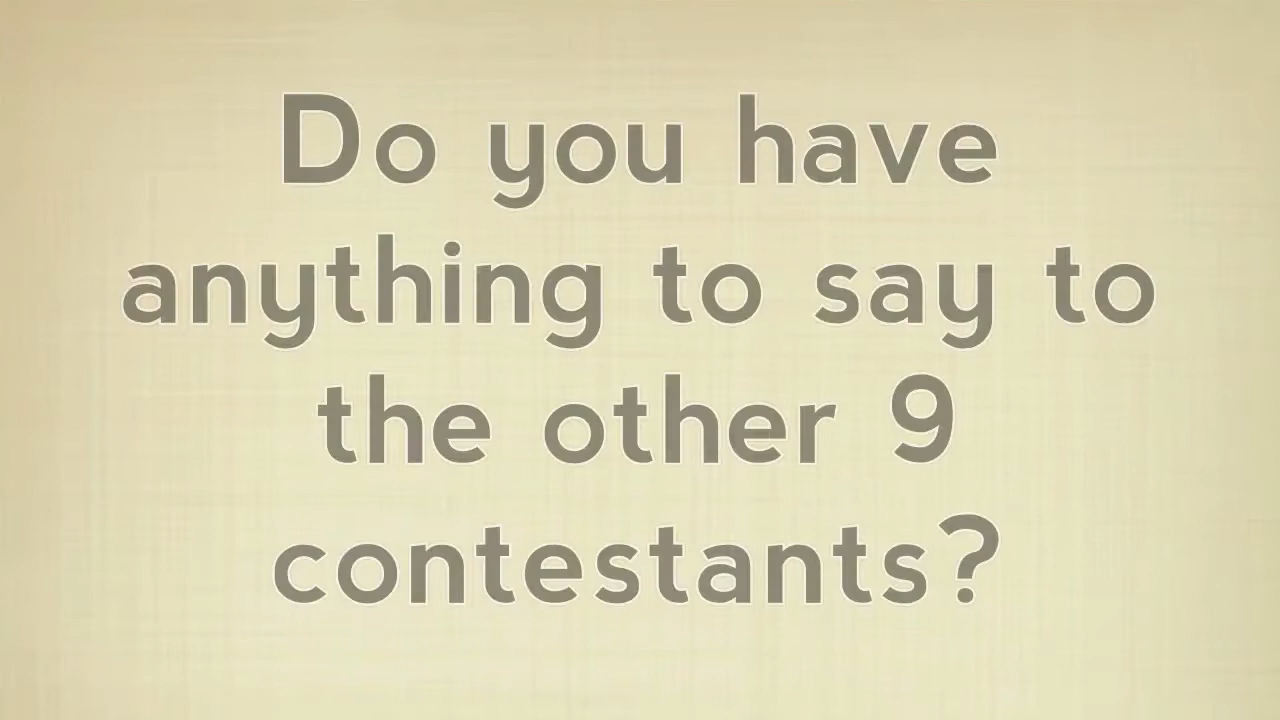 Do you have
anything to say to
the other 9
contestants?